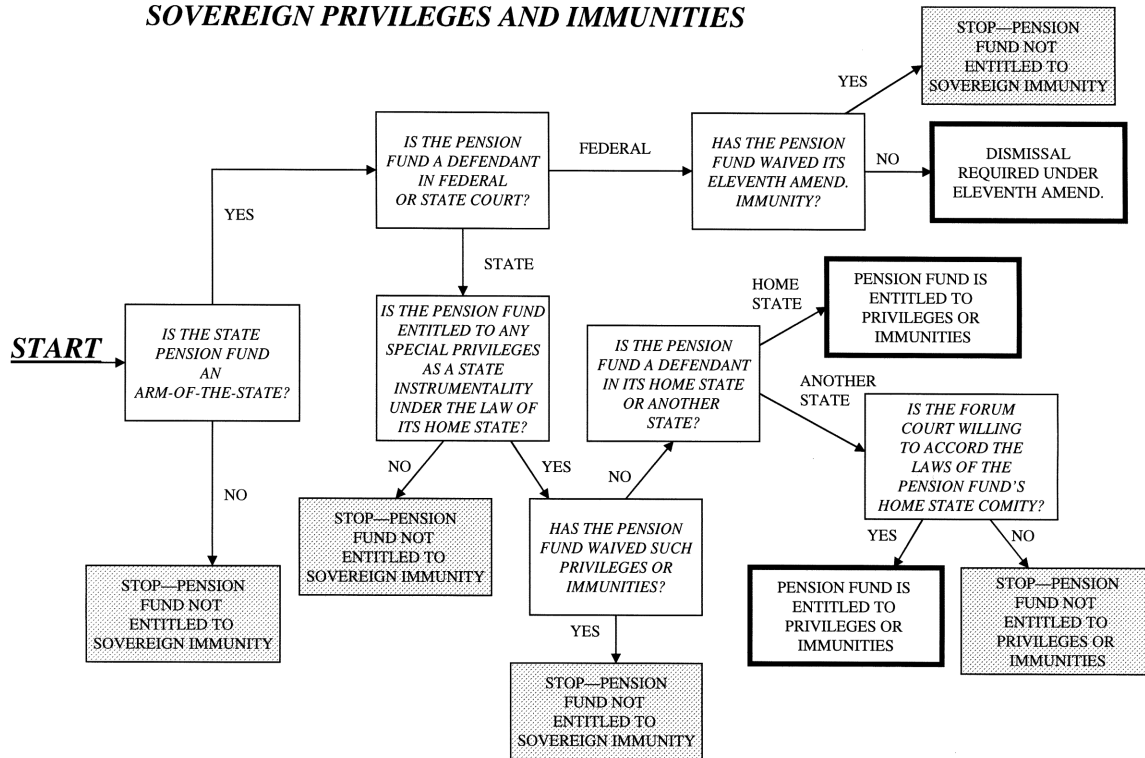 SOVEREIGN PRIVILEGES AND IMMUNITIES
STOP—PENSION
FUND NOT
ENTITLED TO
SOVEREIGN IMMUNITY
YES
IS THE PENSION
FUND A DEFENDANT
IN FEDERAL
OR STATE COURT?
FEDERAL
HAS THE PENSION
FUND WAIVED ITS
ELEVENTH AMEND.
IMMUNITY?
NO
DISMISSAL
REQUIRED UNDER
ELEVENTH AMEND.
YES
STATE
START
IS THE STATE
PENSION FUND
AN
ARM-OF-THE-STATE?
IS THE PENSION FUND
ENTITLED TO ANY
SPECIAL PRIVILEGES
AS A STATE
INSTRUMENTALITY
UNDER THE LAW OF
ITS HOME STATE?
IS THE PENSION
FUND A DEFENDANT
IN ITS HOME STATE
OR ANOTHER
STATE?
HOME
STATE
PENSION FUND IS
ENTITLED TO
PRIVILEGES OR
IMMUNITIES
ANOTHER
STATE
IS THE FORUM
COURT WILLING
TO ACCORD THE
LAWS OF THE
PENSION FUND'S
HOME STATE COMITY?
NO
STOP—PENSION
FUND NOT
ENTITLED TO
SOVEREIGN IMMUNITY
NO
STOP—PENSION
FUND NOT
ENTITLED TO
SOVEREIGN IMMUNITY
YES
HAS THE PENSION
FUND WAIVED SUCH
PRIVILEGES OR
IMMUNITIES?
NO
YES
STOP—PENSION
FUND NOT
ENTITLED TO
SOVEREIGN IMMUNITY
YES
PENSION FUND IS
ENTITLED TO
PRIVILEGES OR
IMMUNITIES
NO
STOP—PENSION
FUND NOT
ENTITLED TO
PRIVILEGES OR
IMMUNITIES